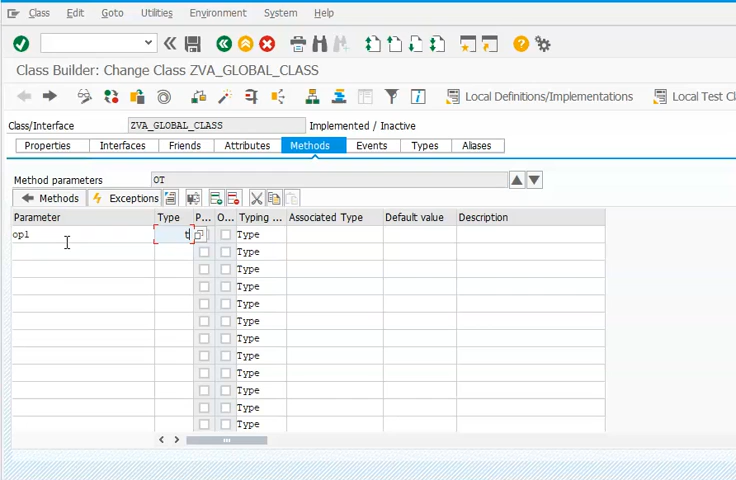 Class Edit Goto Utilities Environment System Help
Class Builder: Change Class ZVA_GLOBAL_CLASS
Local Definitions/Implementations Local Test C
Class/Interface ZVA_GLOBAL_CLASS Implemented / Inactive
Properties Interfaces Friends Attributes Methods Events Types Aliases
Method parameters OT
Methods Exceptions
Parameter Type P... O... Typing ... Associated Type Default value Description
op1 t Type
Type
Type
Type
Type
Type
Type
Type
Type
Type
Type
Type